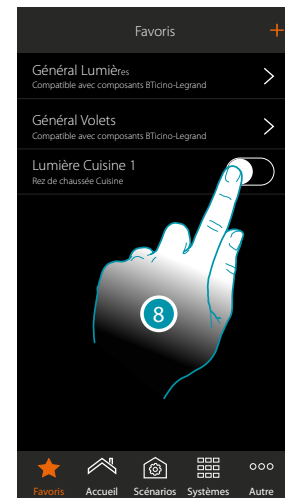 Favoris +
Général Lumières
Compatible avec composants BTicino-Legrand
Général Volets
Compatible avec composants BTicino-Legrand
Lumière Cuisine 1
Rez de chaussée Cuisine
8
Favoris Accueil Scénarios Systèmes Autre